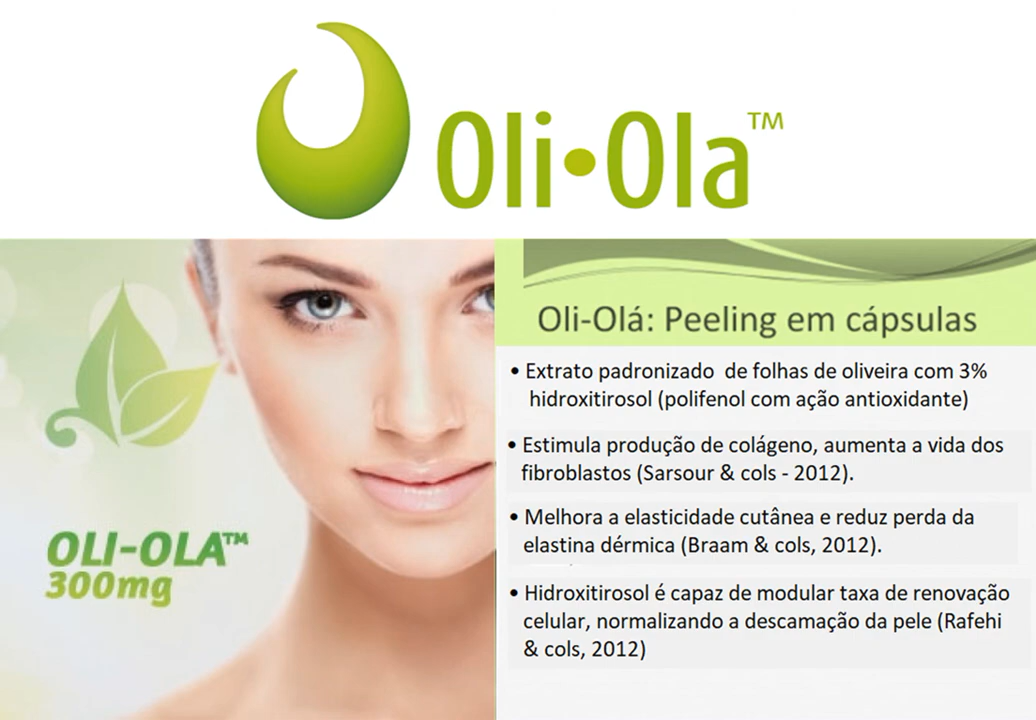 Oli•Ola™
OLI-OLA™
300mg
Oli-Olá: Peeling em cápsulas
• Extrato padronizado de folhas de oliveira com 3%
hidroxitirosol (polifenol com ação antioxidante)
• Estimula produção de colágeno, aumenta a vida dos
fibroblastos (Sarsour & cols - 2012).
• Melhora a elasticidade cutânea e reduz perda da
elastina dérmica (Braam & cols, 2012).
• Hidroxitirosol é capaz de modular taxa de renovação
celular, normalizando a descamação da pele (Rafehi
& cols, 2012)